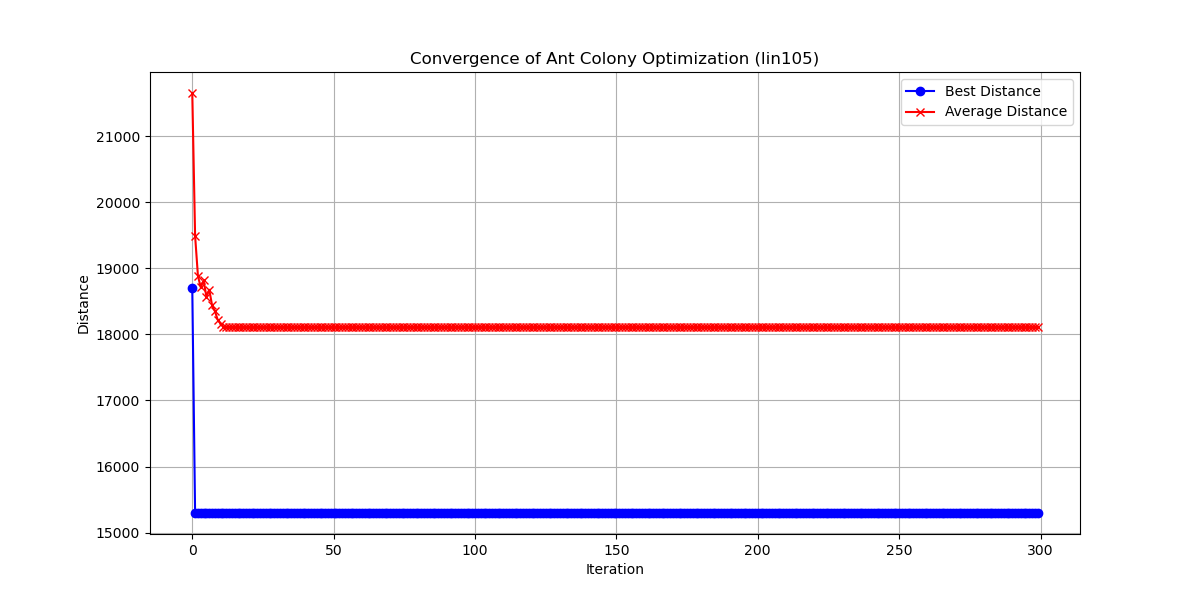 Convergence of Ant Colony Optimization (lin105)
Best Distance
Average Distance
21000
20000
19000
18000
17000
16000
15000
Distance
0 50 100 150 200 250 300
Iteration